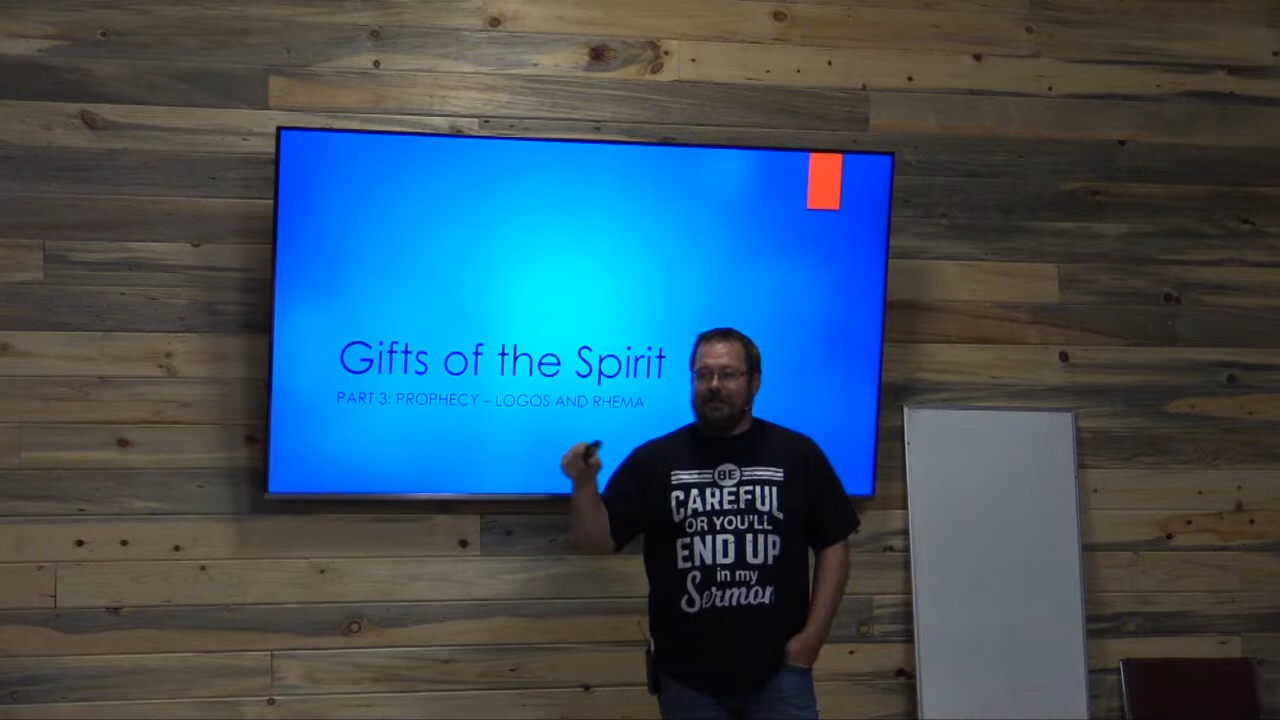 Gifts of the Spirit
PART 3: PROPHECY – LOGOS AND RHEMA
BE
CAREFUL
OR YOU'LL
END UP
in my
Sermon